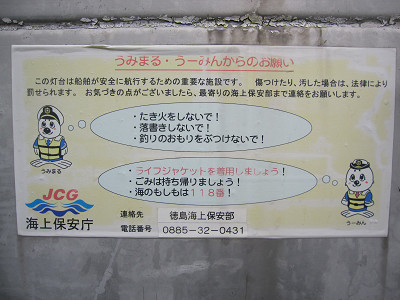 うみまる・うーみんからのお願い
この灯台は船舶が安全に航行するための重要な施設です。 傷つけたり、汚した場合は、法律により
罰せられます。 お気づきの点がございましたら、最寄りの海上保安部まで連絡をお願いします。
・たき火をしないで!
・落書きしないで!
・釣りのおもりをぶつけないで!
うみまる
・ライフジャケットを着用しましょう!
・ごみは持ち帰りましょう!
・海のもしもは118番!
うーみん
JCG
海上保安庁
連絡先 徳島海上保安部
電話番号 0885-32-0431